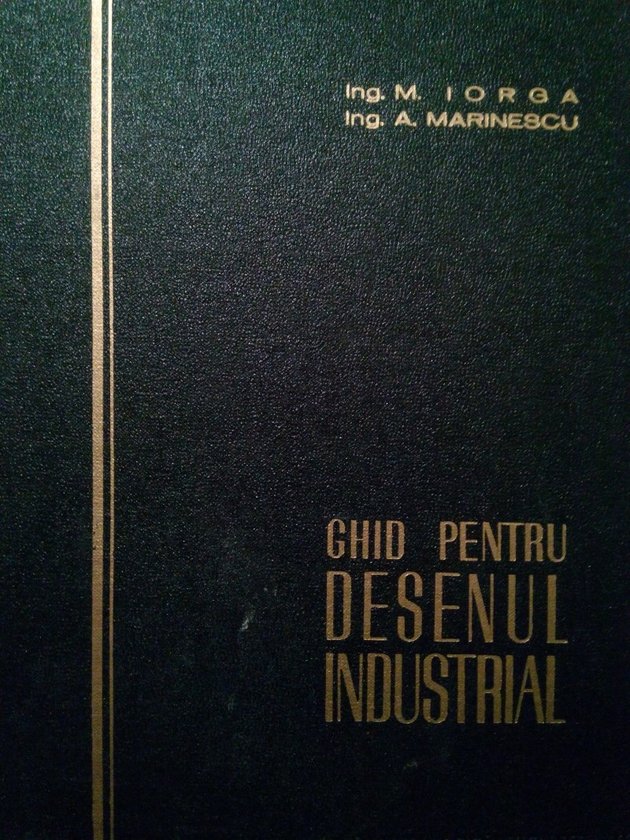 Ing. M. IORGA
Ing. A. MARINESCU
GHID PENTRU
DESENUL
INDUSTRIAL